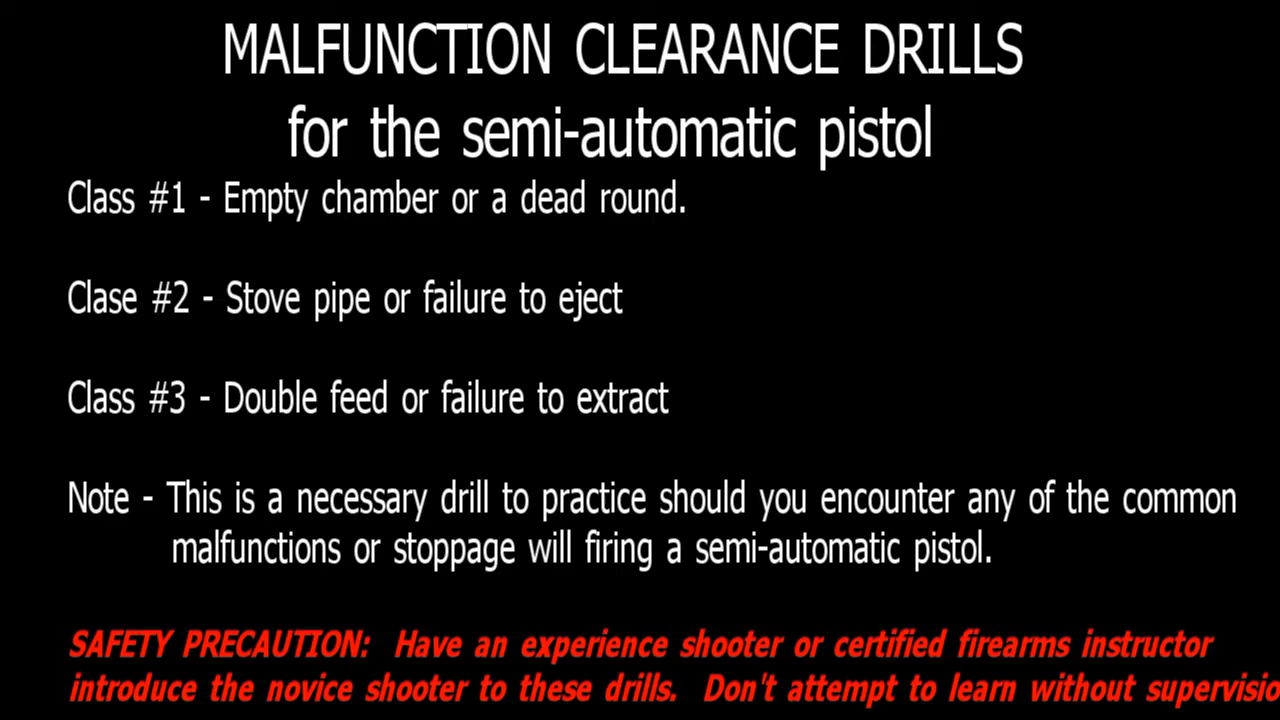 MALFUNCTION CLEARANCE DRILLS
for the semi-automatic pistol
Class #1 - Empty chamber or a dead round.
Clase #2 - Stove pipe or failure to eject
Class #3 - Double feed or failure to extract
Note - This is a necessary drill to practice should you encounter any of the common
malfunctions or stoppage will firing a semi-automatic pistol.
SAFETY PRECAUTION: Have an experience shooter or certified firearms instructor
introduce the novice shooter to these drills. Don't attempt to learn without supervisio